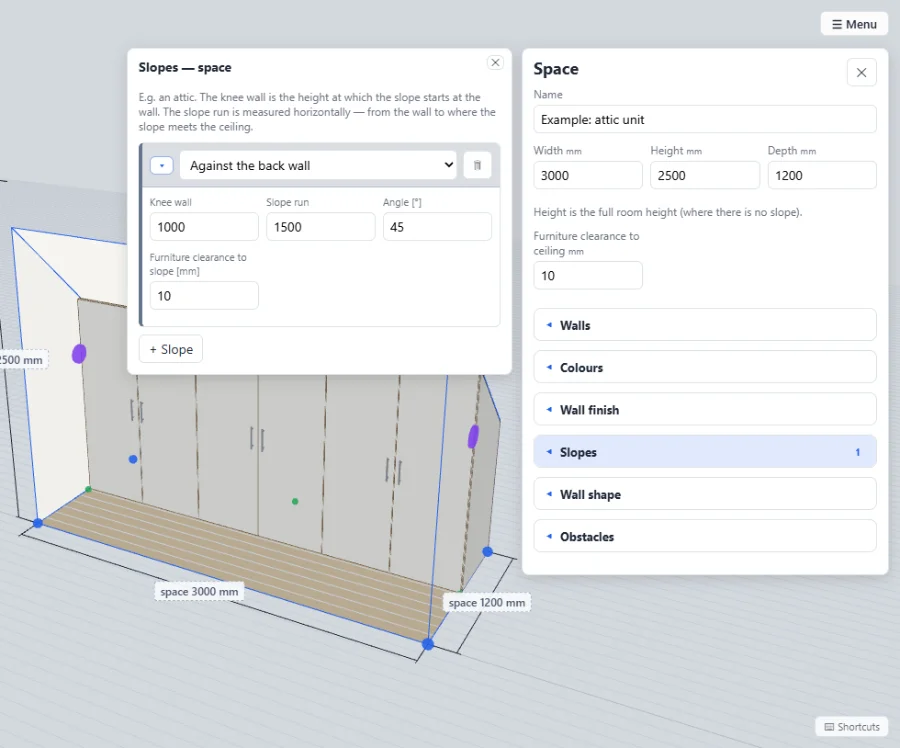 ☰ Menu
Slopes — space
E.g. an attic. The knee wall is the height at which the slope starts at the
wall. The slope run is measured horizontally — from the wall to where the
slope meets the ceiling.
Against the back wall
Knee wall
Slope run
Angle [°]
1000
1500
45
Furniture clearance to
slope [mm]
10
+ Slope
Space
Name
Example: attic unit
Width mm
Height mm
Depth mm
3000
2500
1200
Height is the full room height (where there is no slope).
Furniture clearance to
ceiling mm
10
Walls
Colours
Wall finish
Slopes 1
Wall shape
Obstacles
2500 mm
space 3000 mm
space 1200 mm
Shortcuts